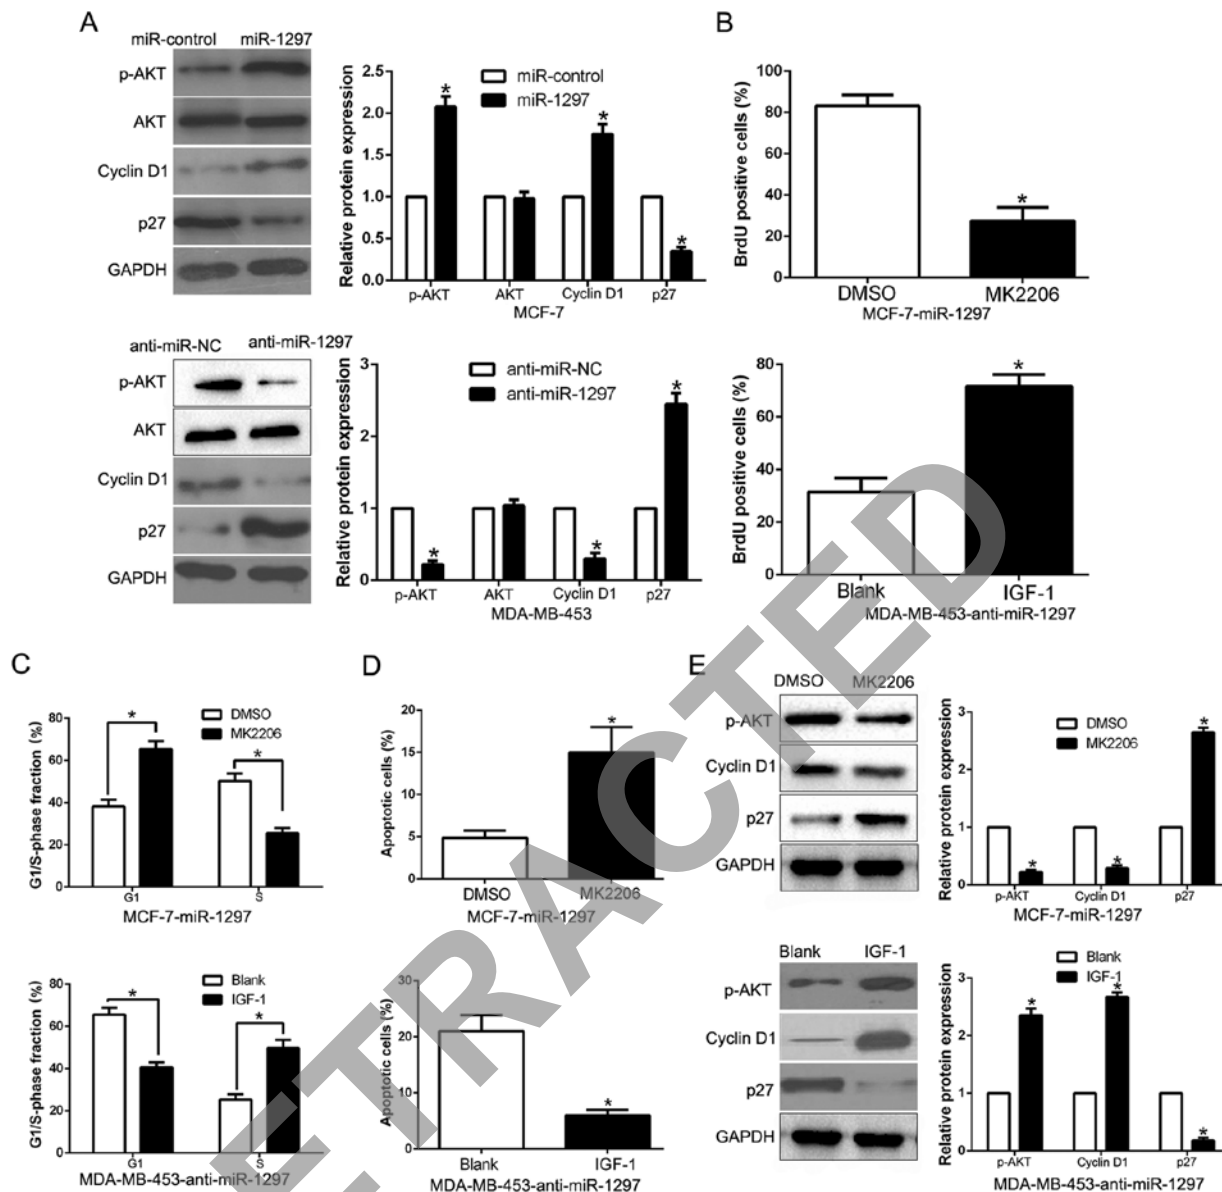 A
miR-control miR-1297
p-AKT
AKT
Cyclin D1
p27
GAPDH
Relative protein expression
2.5
2.0
1.5
1.0
0.5
0.0
miR-control
miR-1297
* * *
p-AKT AKT Cyclin D1 p27
MCF-7
B
BrdU positive cells (%)
100
80
60
40
20
0
*
DMSO MK2206
MCF-7-miR-1297
anti-miR-NC anti-miR-1297
p-AKT
AKT
Cyclin D1
p27
GAPDH
Relative protein expression
3
2
1
0
anti-miR-NC
anti-miR-1297
* * *
p-AKT AKT Cyclin D1 p27
MDA-MB-453
BrdU positive cells (%)
80
60
40
20
0
*
Blank IGF-1
MDA-MB-453-anti-miR-1297
C
G1/S-phase fraction (%)
80
60
40
20
0
DMSO
MK2206
* *
G1 S
MCF-7-miR-1297
G1/S-phase fraction (%)
80
60
40
20
0
Blank
IGF-1
* *
G1 S
MDA-MB-453-anti-miR-1297
D
Apoptotic cells (%)
20
15
10
5
0
*
DMSO MK2206
MCF-7-miR-1297
Apoptotic cells (%)
30
20
10
0
*
Blank IGF-1
MDA-MB-453-anti-miR-1297
E
DMSO MK2206
p-AKT
Cyclin D1
p27
GAPDH
Relative protein expression
3
2
1
0
DMSO
MK2206
* * *
p-AKT Cyclin D1 p27
MCF-7-miR-1297
Blank IGF-1
p-AKT
Cyclin D1
p27
GAPDH
Relative protein expression
3
2
1
0
Blank
IGF-1
* * *
p-AKT Cyclin D1 p27
MDA-MB-453-anti-miR-1297
ETRACTED